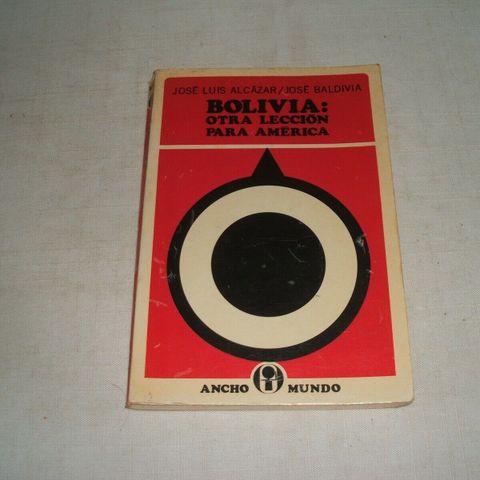 JOSÉ LUIS ALCÁZAR/JOSÉ BALDIVIA
BOLIVIA:
OTRA LECCIÓN
PARA AMÉRICA
ANCHO MUNDO